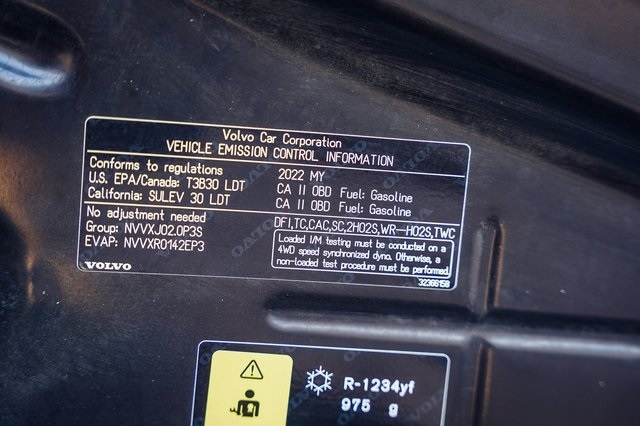 Volvo Car Corporation
VEHICLE EMISSION CONTROL INFORMATION
Conforms to regulations
U.S. EPA/Canada: T3B30 LDT
California: SULEV 30 LDT
2022 MY
CA II OBD Fuel: Gasoline
CA II OBD Fuel: Gasoline
No adjustment needed
Group: NVVXJ02.0P3S
EVAP: NVVXR0142EP3
DFI,TC,CAC,SC,2HO2S,WR-HO2S,TWC
Loaded I/M testing must be conducted on a
4WD speed synchronized dyno. Otherwise, a
non-loaded test procedure must be performed.
VOLVO
32366158
R-1234yf
975 g